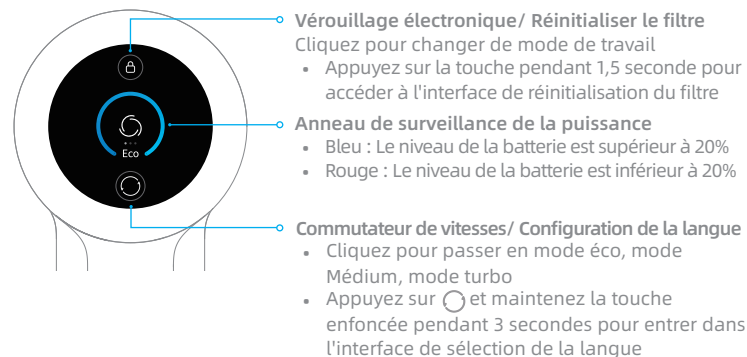 Vérouillage électronique/ Réinitialiser le filtre
Cliquez pour changer de mode de travail
• Appuyez sur la touche pendant 1,5 seconde pour
accéder à l'interface de réinitialisation du filtre
Anneau de surveillance de la puissance
• Bleu : Le niveau de la batterie est supérieur à 20%
• Rouge : Le niveau de la batterie est inférieur à 20%
Eco
Commutateur de vitesses/ Configuration de la langue
• Cliquez pour passer en mode éco, mode
Médium, mode turbo
• Appuyez sur et maintenez la touche
enfoncée pendant 3 secondes pour entrer dans
l'interface de sélection de la langue